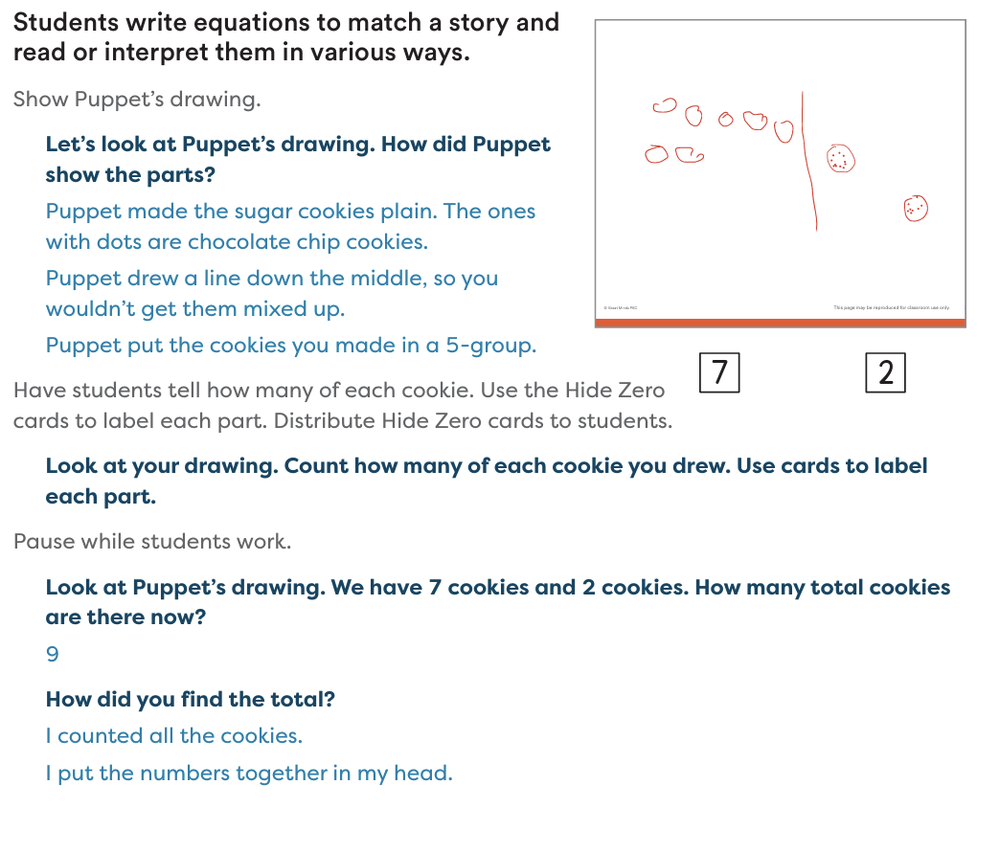 Students write equations to match a story and
read or interpret them in various ways.
Show Puppet’s drawing.
Let’s look at Puppet’s drawing. How did Puppet
show the parts?
Puppet made the sugar cookies plain. The ones
with dots are chocolate chip cookies.
Puppet drew a line down the middle, so you
wouldn’t get them mixed up.
Puppet put the cookies you made in a 5-group.
© Great Minds PBC
This page may be reproduced for classroom use only.
7
2
Have students tell how many of each cookie. Use the Hide Zero
cards to label each part. Distribute Hide Zero cards to students.
Look at your drawing. Count how many of each cookie you drew. Use cards to label
each part.
Pause while students work.
Look at Puppet’s drawing. We have 7 cookies and 2 cookies. How many total cookies
are there now?
9
How did you find the total?
I counted all the cookies.
I put the numbers together in my head.